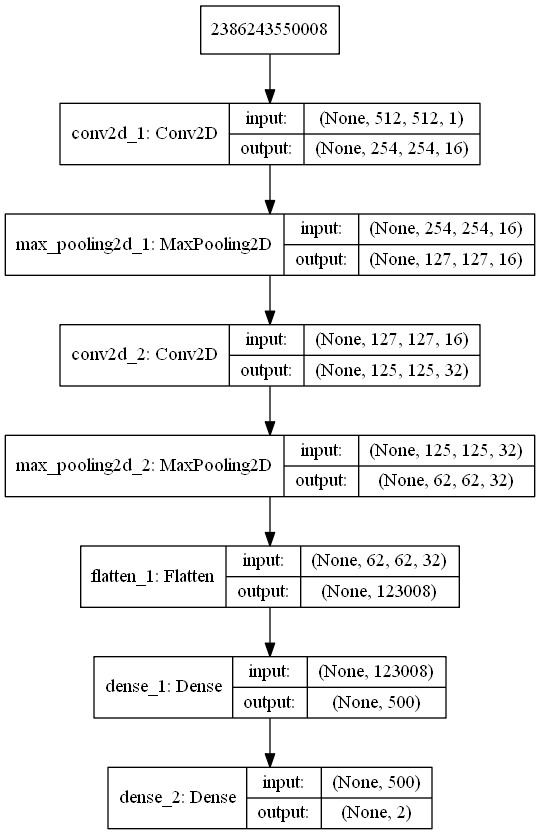 2386243550008
conv2d_1: Conv2D
input:
(None, 512, 512, 1)
output:
(None, 254, 254, 16)
max_pooling2d_1: MaxPooling2D
input:
(None, 254, 254, 16)
output:
(None, 127, 127, 16)
conv2d_2: Conv2D
input:
(None, 127, 127, 16)
output:
(None, 125, 125, 32)
max_pooling2d_2: MaxPooling2D
input:
(None, 125, 125, 32)
output:
(None, 62, 62, 32)
flatten_1: Flatten
input:
(None, 62, 62, 32)
output:
(None, 123008)
dense_1: Dense
input:
(None, 123008)
output:
(None, 500)
dense_2: Dense
input:
(None, 500)
output:
(None, 2)